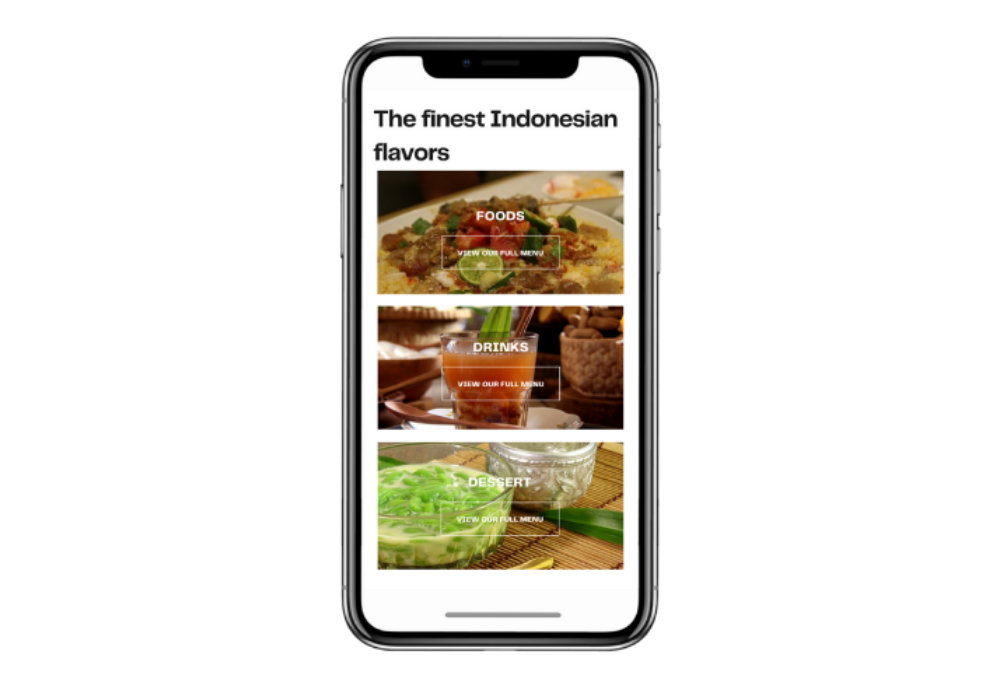 The finest Indonesian
flavors
FOODS
VIEW OUR FULL MENU
DRINKS
VIEW OUR FULL MENU
DESSERT
VIEW OUR FULL MENU